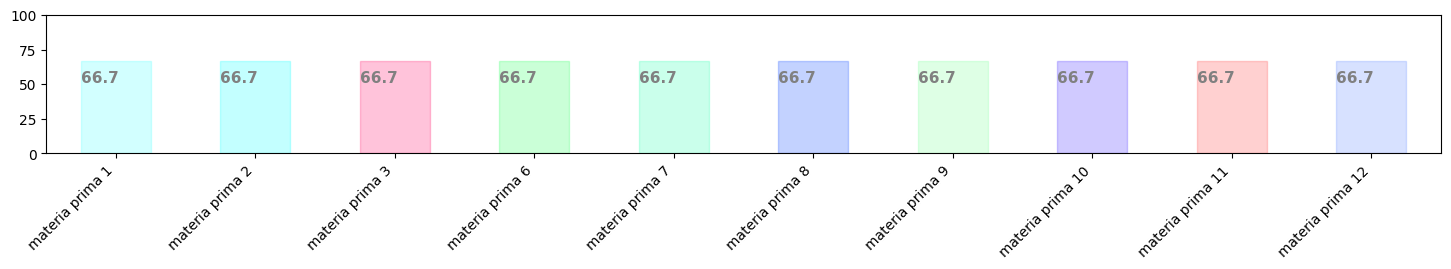 100
75
50
25
0
66.7 66.7 66.7 66.7 66.7 66.7 66.7 66.7 66.7 66.7
materia prima 1
materia prima 2
materia prima 3
materia prima 6
materia prima 7
materia prima 8
materia prima 9
materia prima 10
materia prima 11
materia prima 12